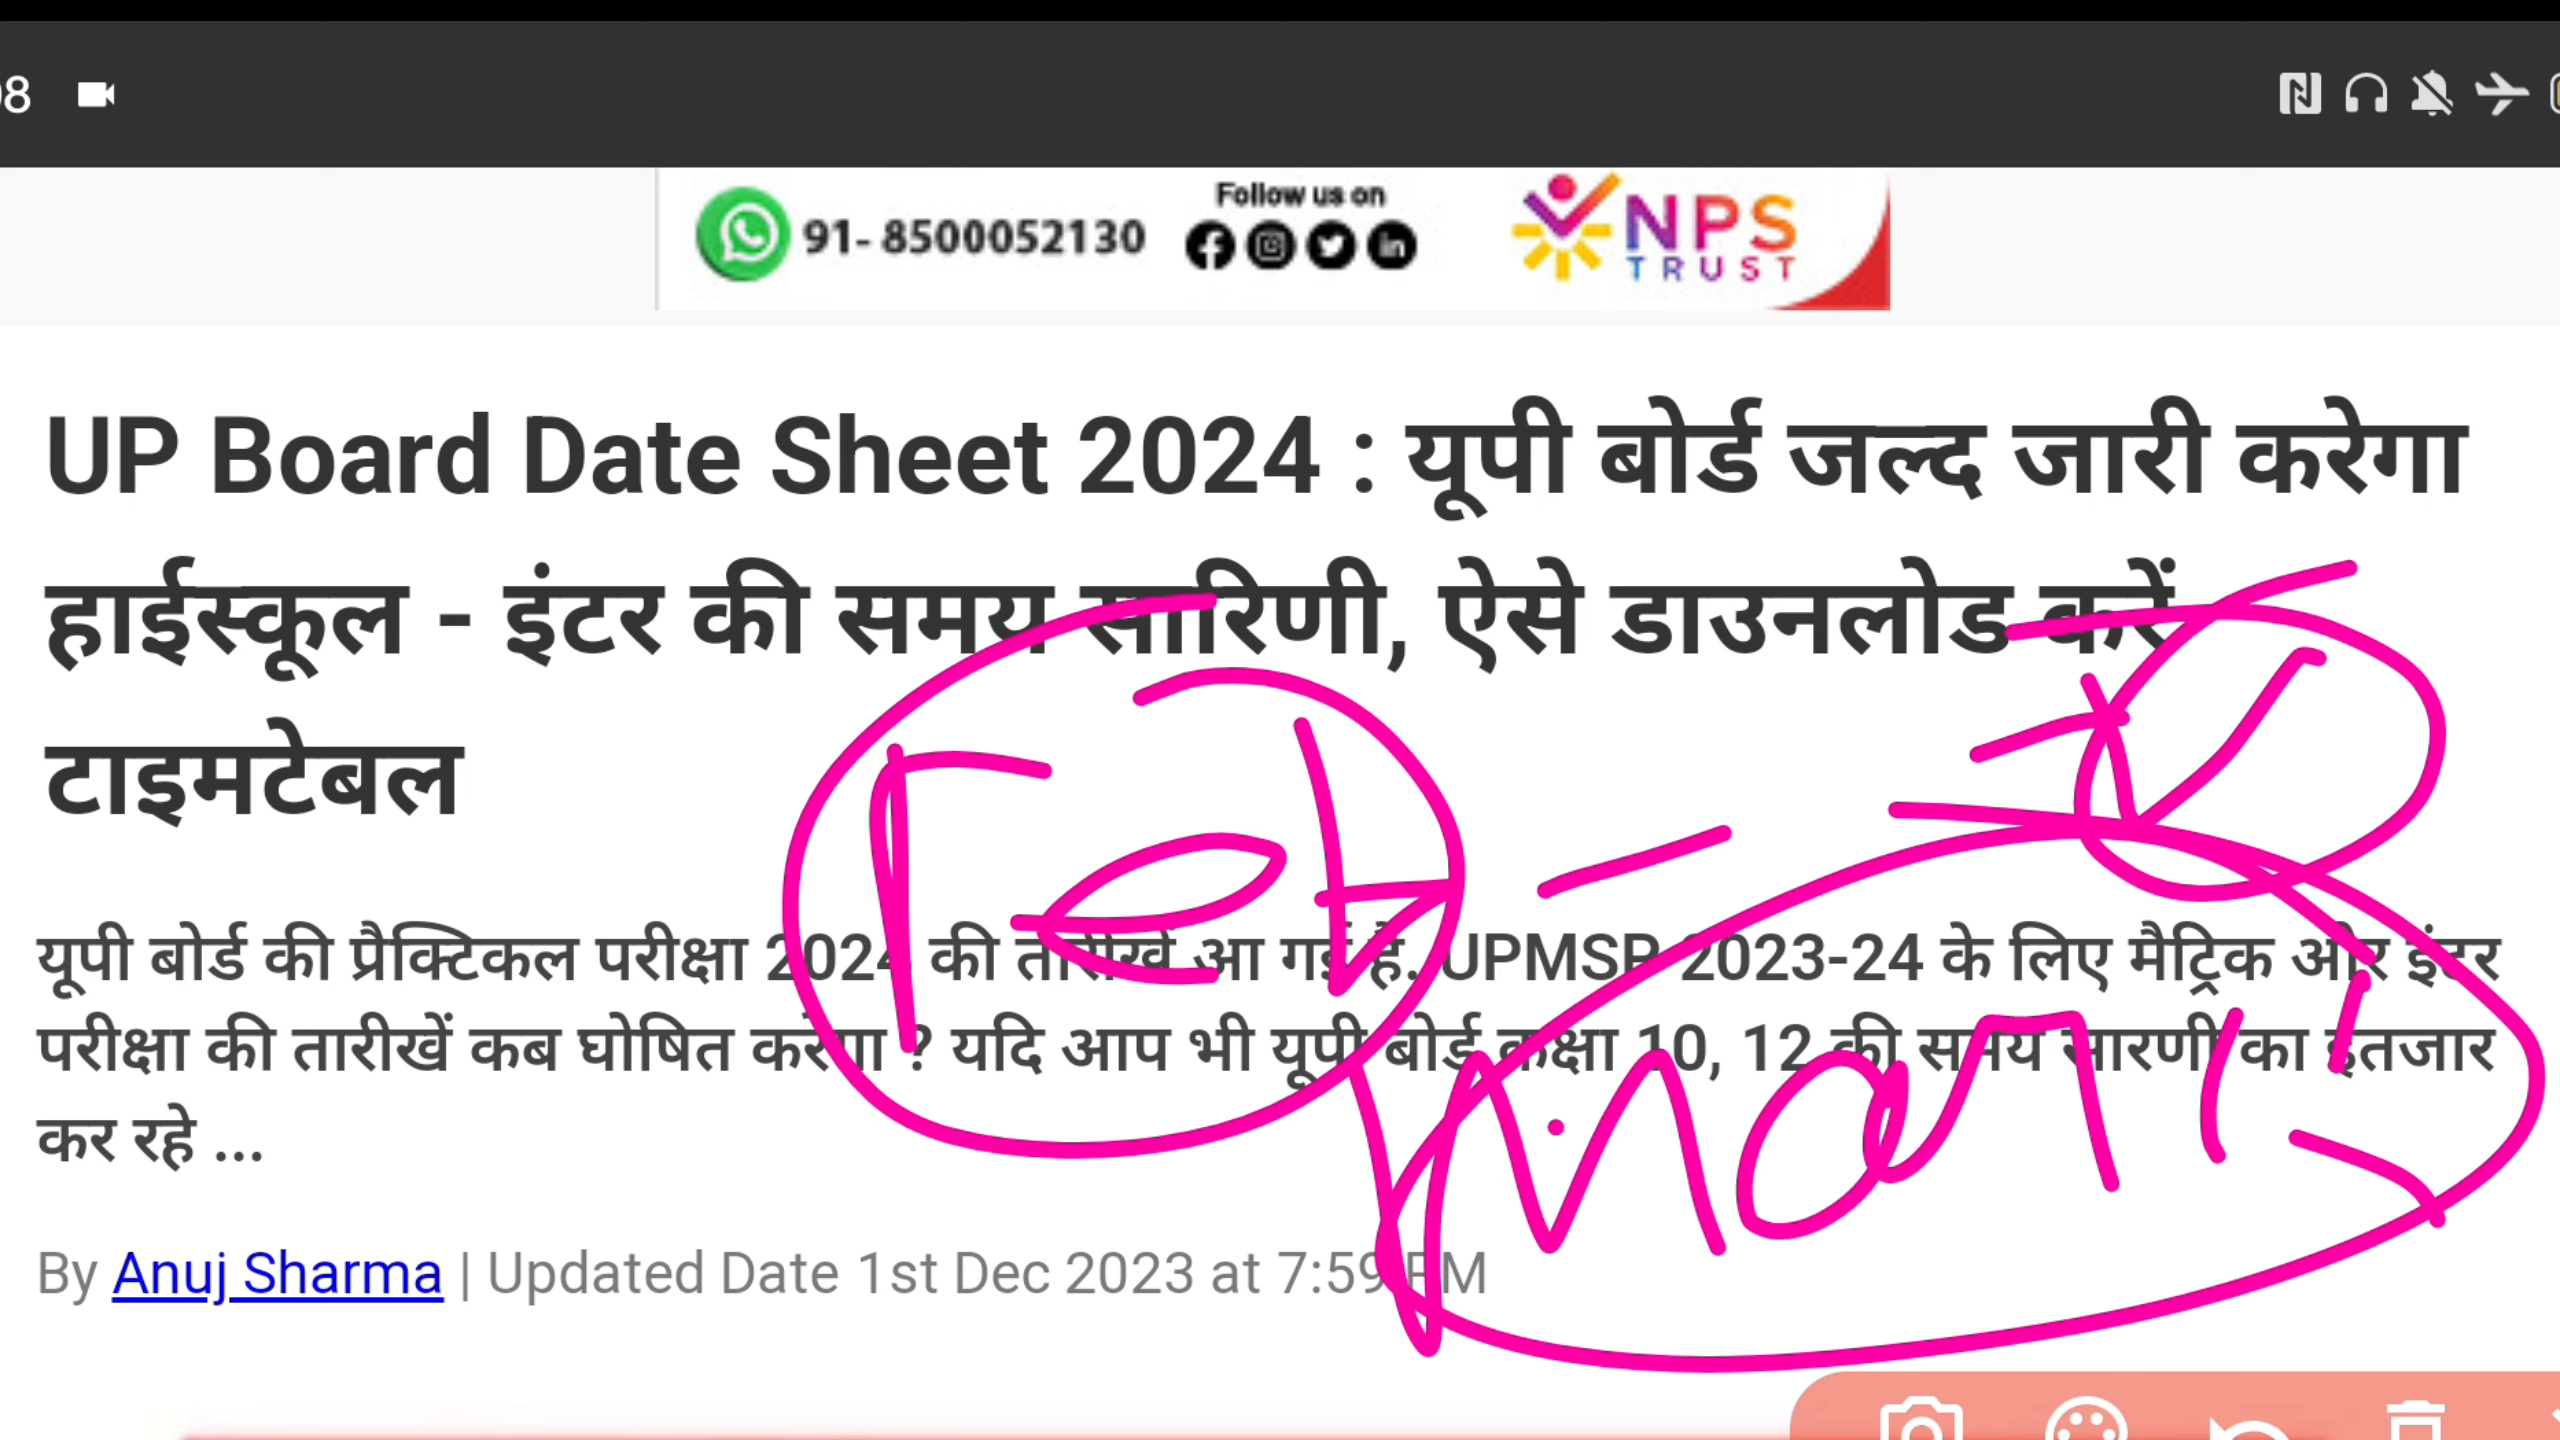 08
91- 8500052130
Follow us on
NPS
TRUST
UP Board Date Sheet 2024 : यूपी बोर्ड जल्द जारी करेगा
हाईस्कूल - इंटर की समय सारिणी, ऐसे डाउनलोड करें
टाइमटेबल
Feb -
यूपी बोर्ड की प्रैक्टिकल परीक्षा 2024 की तारीखें आ गई हैं. UPMSP 2023-24 के लिए मैट्रिक और इंटर
परीक्षा की तारीखें कब घोषित करेगा ? यदि आप भी यूपी बोर्ड कक्षा 10, 12 की समय सारणी का इंतजार
कर रहे ...
By Anuj Sharma | Updated Date 1st Dec 2023 at 7:59 PM